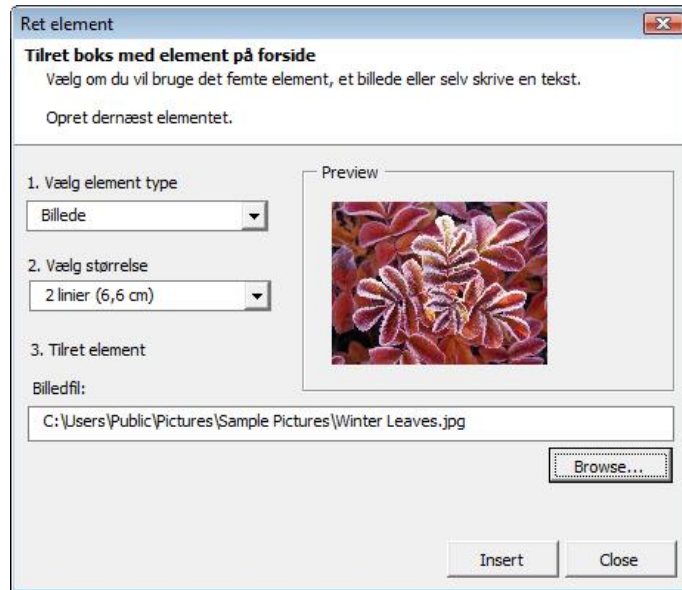 Ret element
Tilret boks med element på forside
Vælg om du vil bruge det femte element, et billede eller selv skrive en tekst.
Opret dernæst elementet.
1. Vælg element type
Billede
Preview
2. Vælg størrelse
2 linier (6,6 cm)
3. Tilret element
Billedfil:
C:\Users\Public\Pictures\Sample Pictures\Winter Leaves.jpg
Browse...
Insert
Close